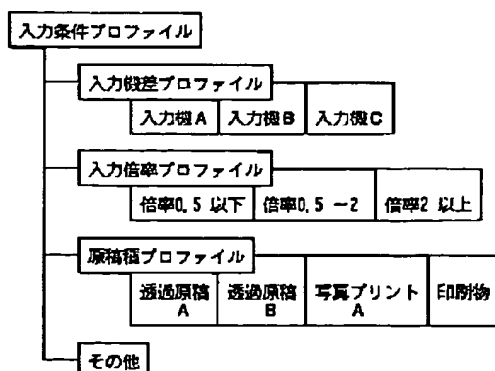 入力条件プロファイル
入力機差プロファイル
入力機A 入力機B 入力機C
入力倍率プロファイル
倍率0.5 以下 倍率0.5 −2 倍率2 以上
原稿種プロファイル
透過原稿 透過原稿 写真プリント 印刷物
A B A
その他